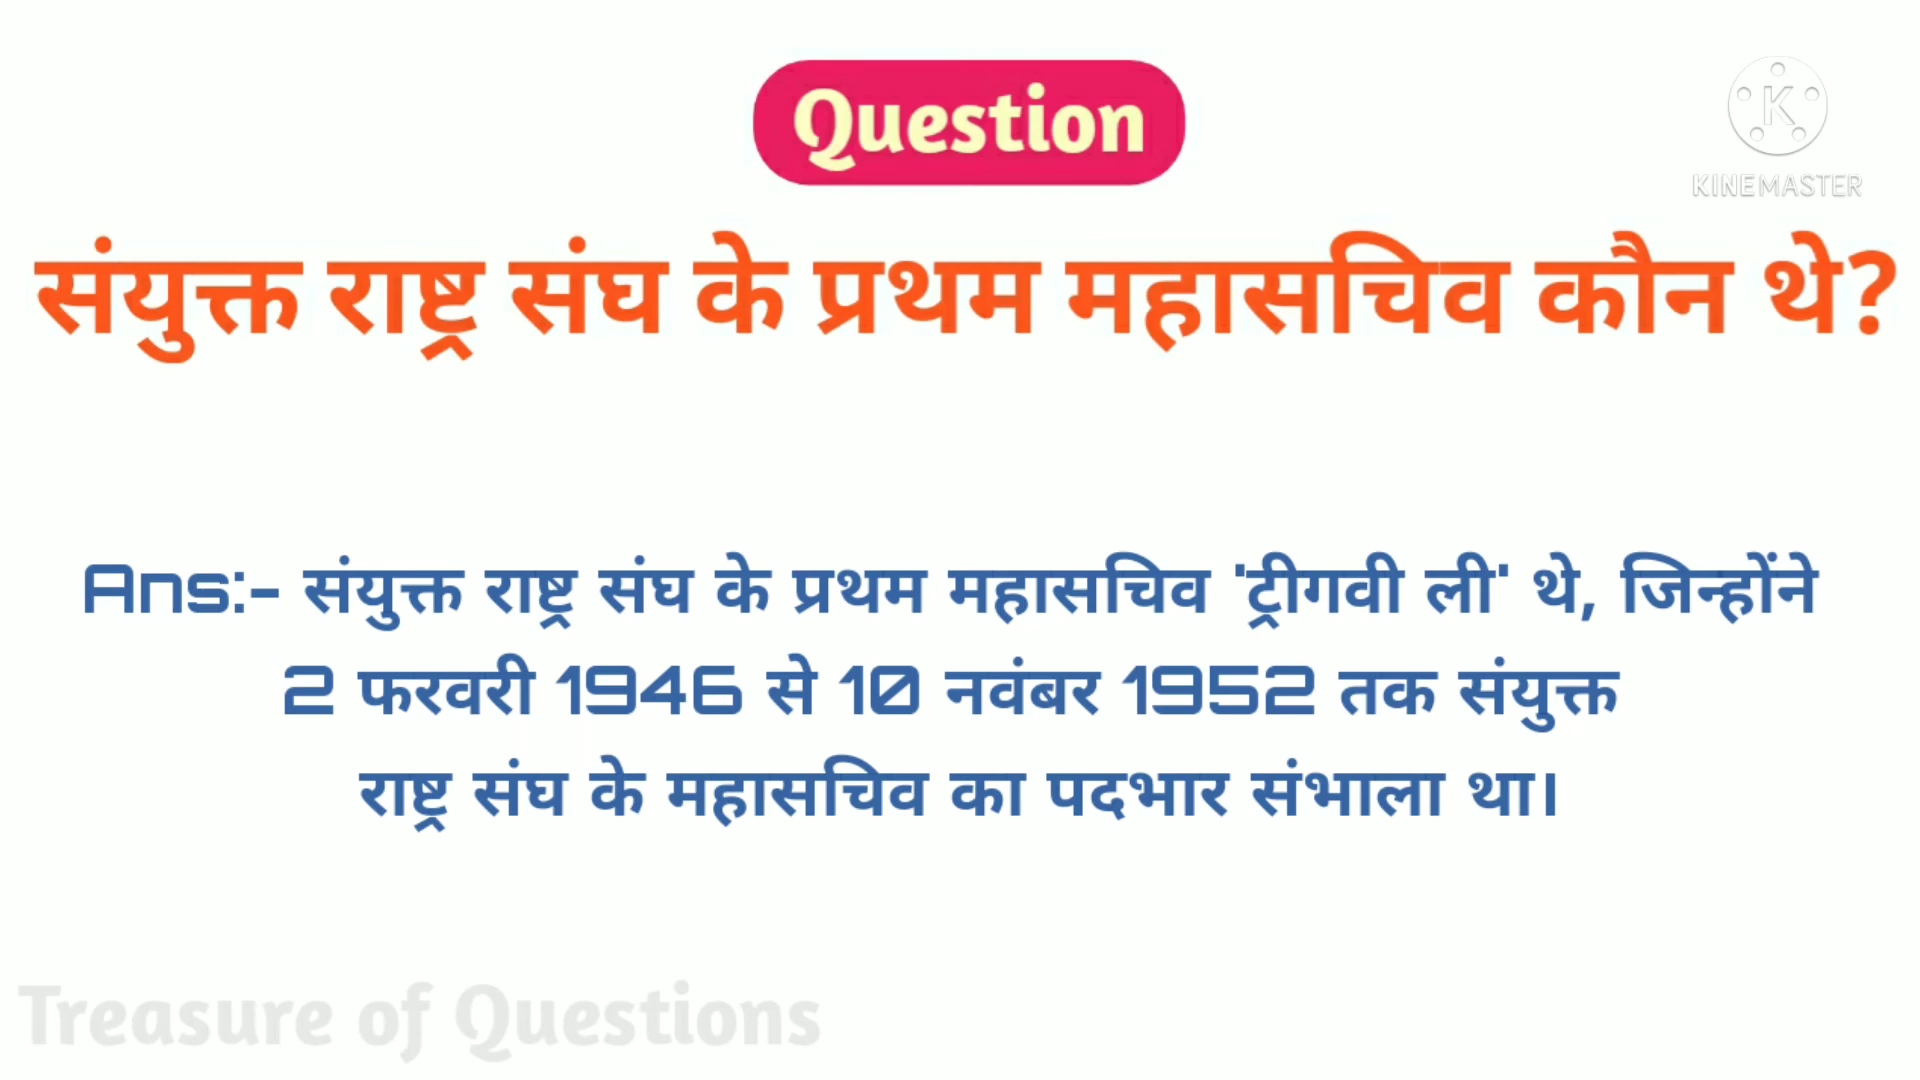 Question
K
KINEMASTER
संयुक्त राष्ट्र संघ के प्रथम महासचिव कौन थे?
Ans:- संयुक्त राष्ट्र संघ के प्रथम महासचिव 'ट्रीगवी ली' थे, जिन्होंने
2 फरवरी 1946 से 10 नवंबर 1952 तक संयुक्त
राष्ट्र संघ के महासचिव का पदभार संभाला था।
Treasure of Questions